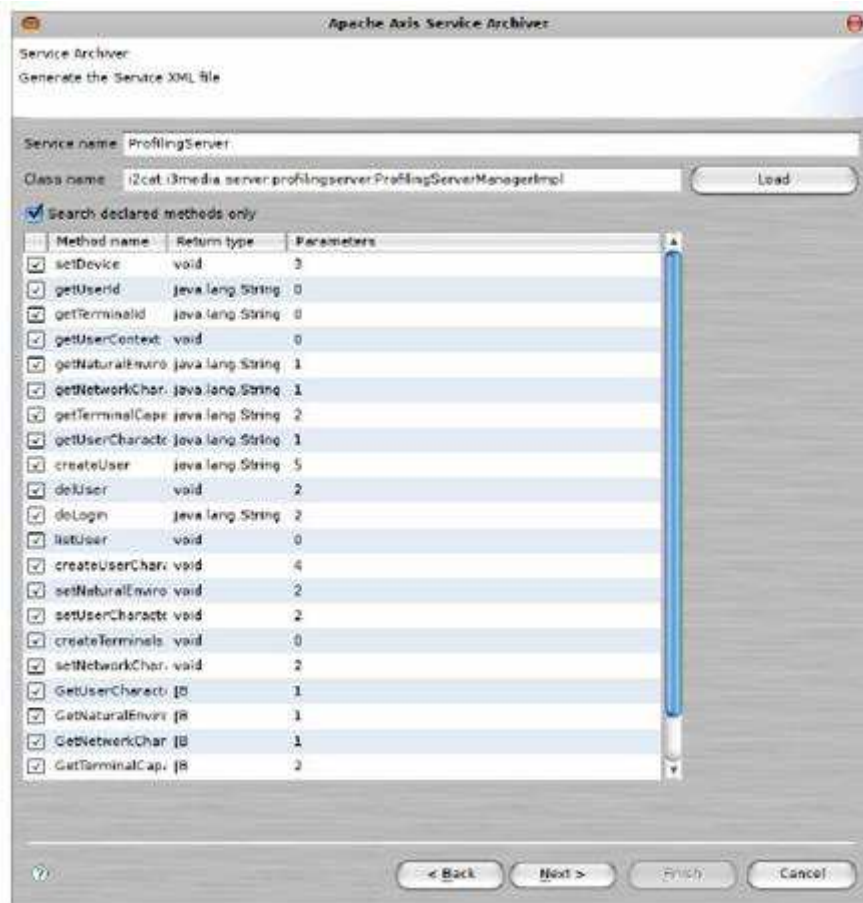 Apache Axis Service Archiver
Service Archiver
Generate the Service XML file
Service name ProfilingServer
Class name i2cat.i3media.server.profilingserver.ProfilingServerManagerImpl Load
Search declared methods only
Method name Return type Parameters
setDevice void 3
getUserId java.lang.String 0
getTerminalId java.lang.String 0
getUserContext void 0
getNaturalEnviro java.lang.String 1
getNetworkChar java.lang.String 1
getTerminalCapa java.lang.String 2
getUserCharacte java.lang.String 1
createUser java.lang.String 5
delUser void 2
doLogin java.lang.String 2
listUser void 0
createUserChara void 4
setNaturalEnviro void 2
setUserCharacte void 2
createTerminals void 0
setNetworkChar void 2
GetUserCharact [B 1
GetNaturalEnvir [B 1
GetNetworkChar [B 1
GetTerminalCap [B 2
< Back Next > Finish Cancel